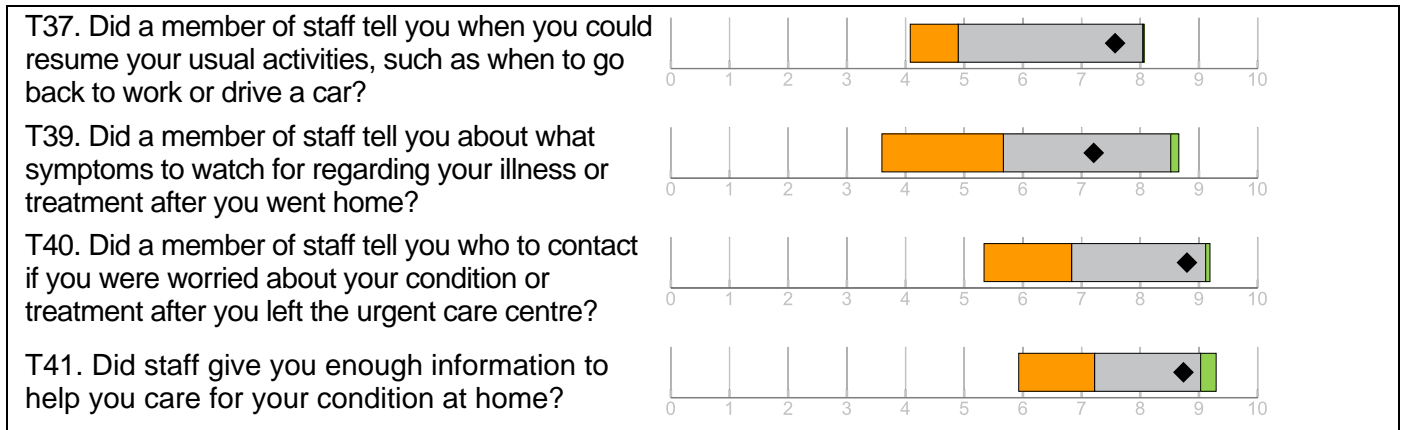 T37. Did a member of staff tell you when you could
resume your usual activities, such as when to go
back to work or drive a car?
0 1 2 3 4 5 6 7 8 9 10
T39. Did a member of staff tell you about what
symptoms to watch for regarding your illness or
treatment after you went home?
0 1 2 3 4 5 6 7 8 9 10
T40. Did a member of staff tell you who to contact
if you were worried about your condition or
treatment after you left the urgent care centre?
0 1 2 3 4 5 6 7 8 9 10
T41. Did staff give you enough information to
help you care for your condition at home?
0 1 2 3 4 5 6 7 8 9 10